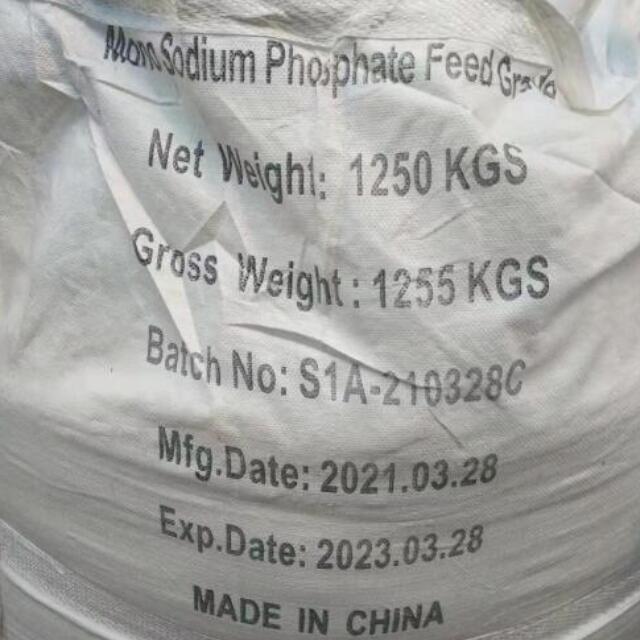 Mono Sodium Phosphate Feed Grade
Net Weight: 1250 KGS
Gross Weight: 1255 KGS
Batch No: S1A-210328C
Mfg.Date: 2021.03.28
Exp.Date: 2023.03.28
MADE IN CHINA